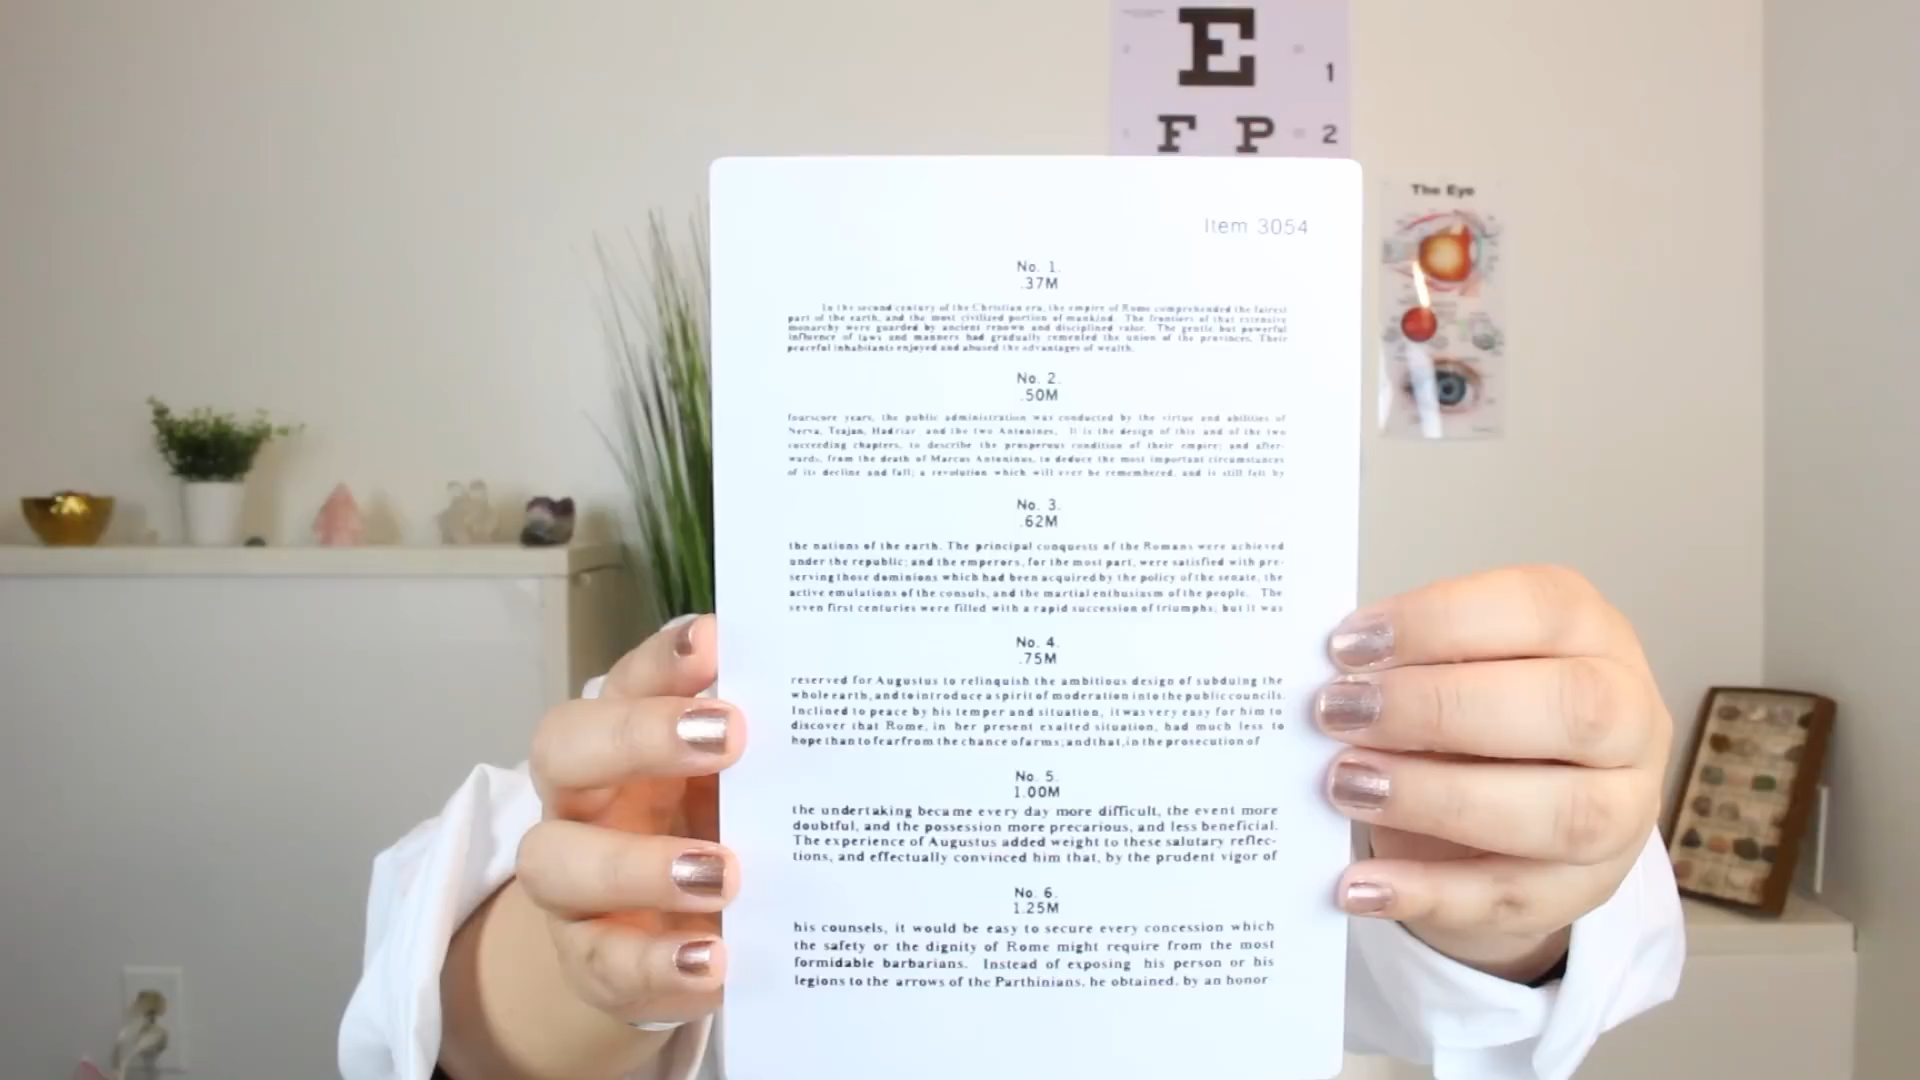 E
1
F P
2
The Eye
Item 3054
No. 1.
.37M
In the second century of the Christian era, the empire of Rome comprehended the fairest
part of the earth, and the most civilized portion of mankind. The frontiers of that extensive
monarchy were guarded by ancient renown and disciplined valor. The gentle but powerful
influence of laws and manners had gradually cemented the union of the provinces. Their
peaceful inhabitants enjoyed and abused the advantages of wealth.
No. 2.
.50M
fourscore years, the public administration was conducted by the virtue and abilities of
Nerva, Trajan, Hadrian and the two Antonines. It is the design of this and of the two
succeeding chapters, to describe the prosperous condition of their empire; and after-
wards, from the death of Marcus Antoninus, to deduce the most important circumstances
of its decline and fall; a revolution which will ever be remembered, and is still felt by
No. 3.
.62M
the nations of the earth. The principal conquests of the Romans were achieved
under the republic; and the emperors, for the most part, were satisfied with pre-
serving those dominions which had been acquired by the policy of the senate, the
active emulations of the consuls, and the martial enthusiasm of the people. The
seven first centuries were filled with a rapid succession of triumphs; but it was
No. 4.
.75M
reserved for Augustus to relinquish the ambitious design of subduing the
whole earth, and to introduce a spirit of moderation into the public councils.
Inclined to peace by his temper and situation, it was very easy for him to
discover that Rome, in her present exalted situation, had much less to
hope than to fear from the chance of arms; and that, in the prosecution of
No. 5.
1.00M
the undertaking became every day more difficult, the event more
doubtful, and the possession more precarious, and less beneficial.
The experience of Augustus added weight to these salutary reflec-
tions, and effectually convinced him that, by the prudent vigor of
No. 6.
1.25M
his counsels, it would be easy to secure every concession which
the safety or the dignity of Rome might require from the most
formidable barbarians. Instead of exposing his person or his
legions to the arrows of the Parthinians, he obtained, by an honor